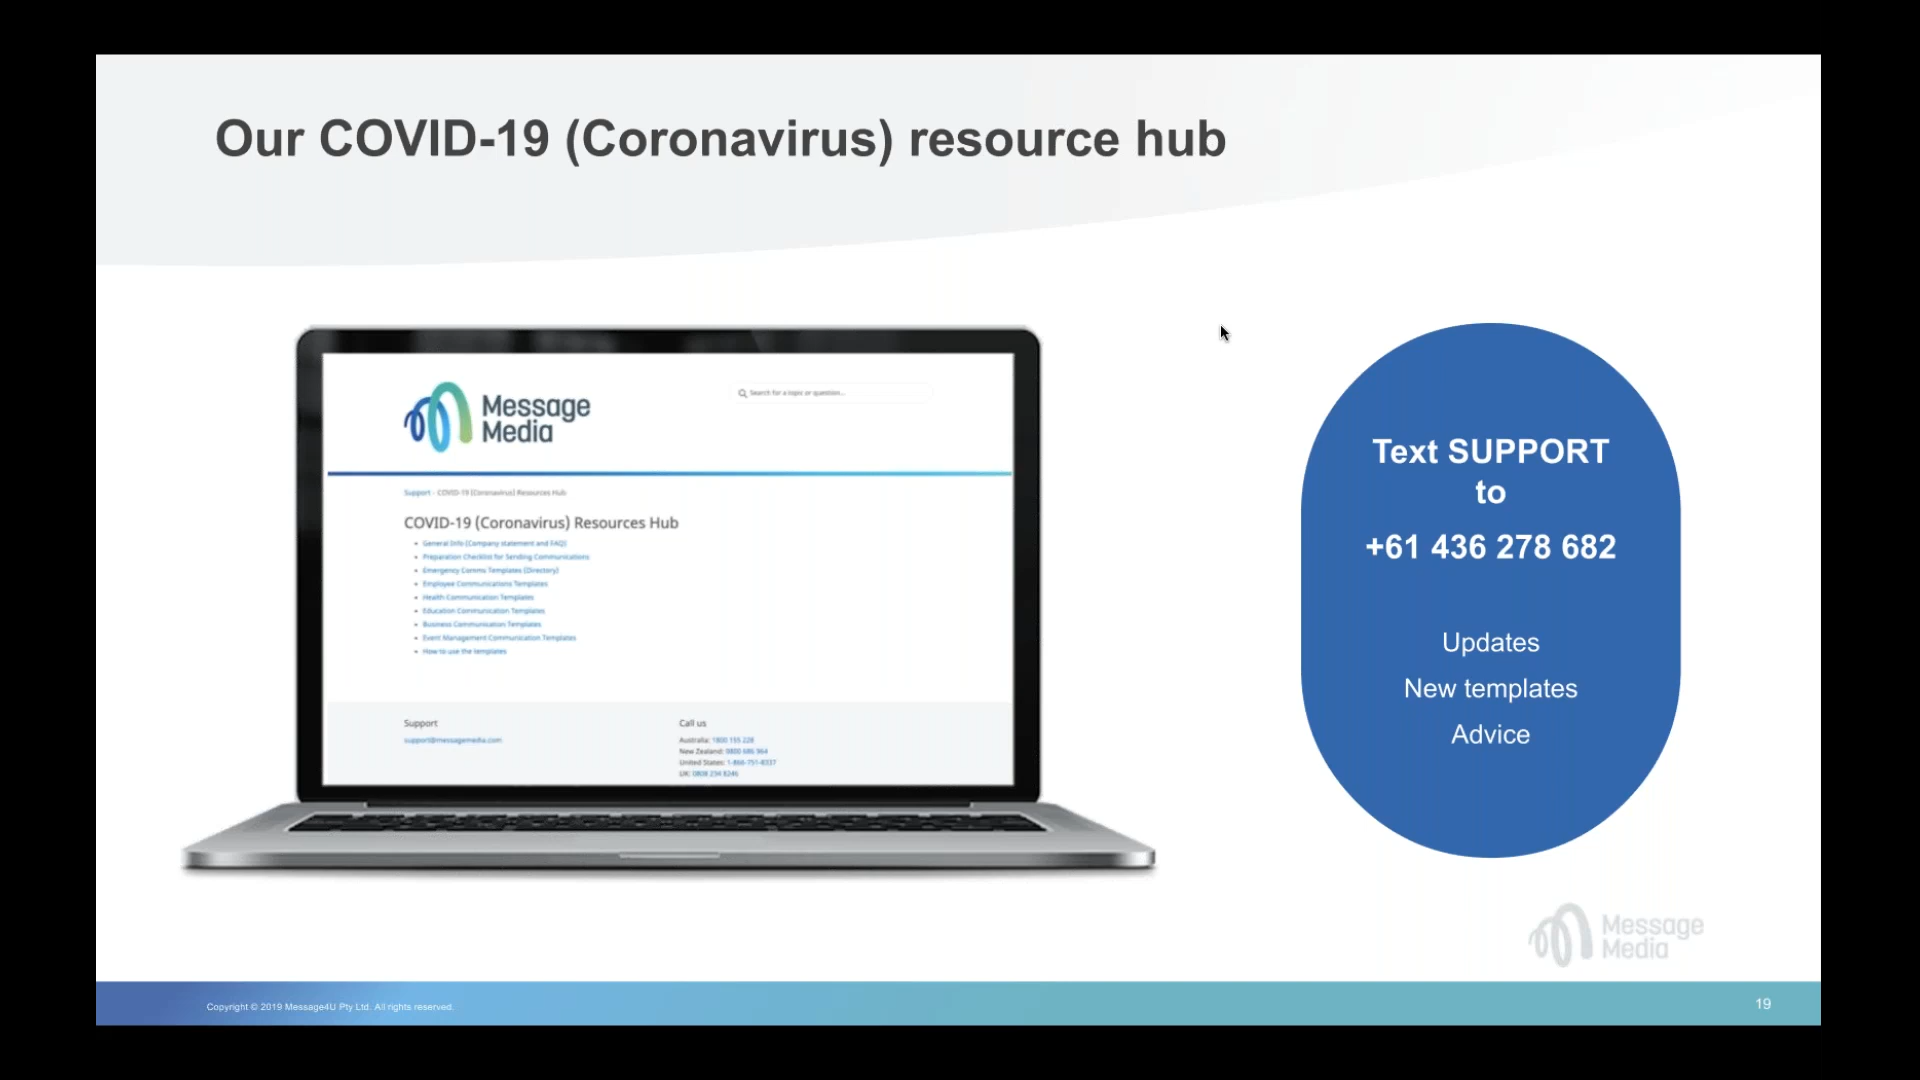 Our COVID-19 (Coronavirus) resource hub
Message
Media
Search for a topic or question...
Support - COVID-19 (Coronavirus) Resources Hub
COVID-19 (Coronavirus) Resources Hub
General Info (Company statement and FAQ)
Preparation Checklist for Sending Communications
Emergency Comms Templates (Directory)
Employee Communications Templates
Health Communication Templates
Education Communication Templates
Business Communication Templates
Event Management Communication Templates
How to use the templates
Support
support@messagemedia.com
Call us
Australia: 1800 155 228
New Zealand: 0800 686 964
United States: 1-866-751-8337
UK: 0808 234 8246
Text SUPPORT
to
+61 436 278 682
Updates
New templates
Advice
Message
Media
Copyright © 2019 Message4U Pty Ltd. All rights reserved.
19